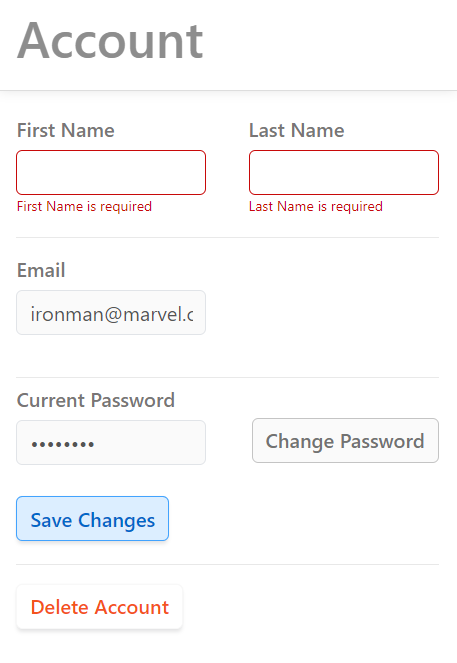 Account
First Name Last Name
First Name is required Last Name is required
Email
ironman@marvel.c
Current Password
•••••••• Change Password
Save Changes
Delete Account